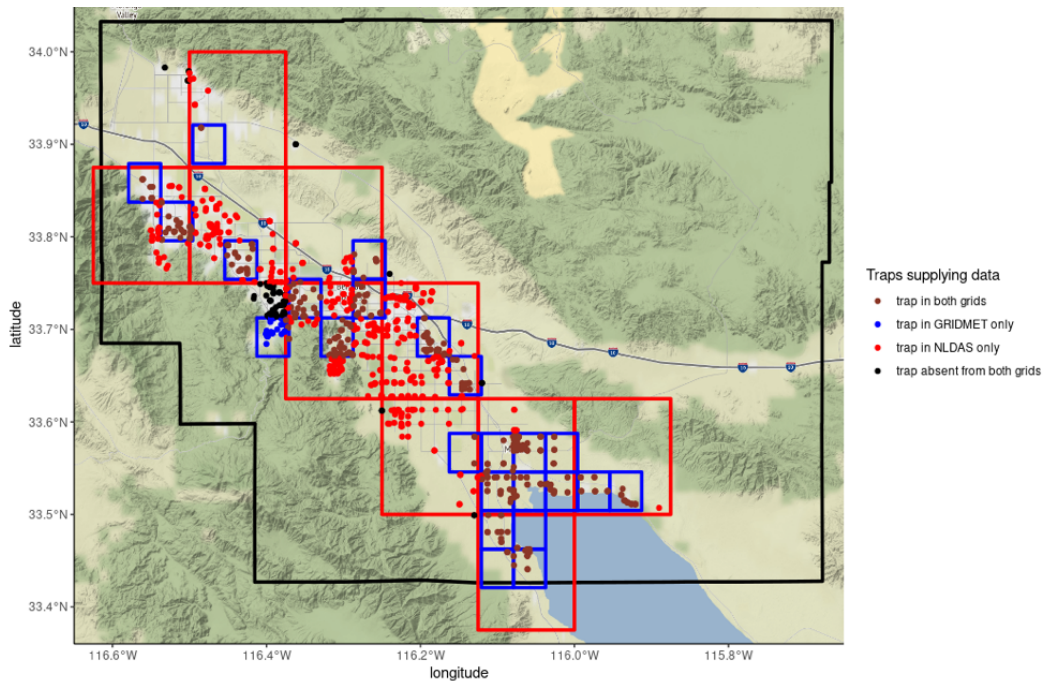 Valley
34.0°N
33.9°N
33.8°N
33.7°N
33.6°N
33.5°N
33.4°N
latitude
116.6°W
116.4°W
116.2°W
116.0°W
115.8°W
longitude
Traps supplying data
trap in both grids
trap in GRIDMET only
trap in NLDAS only
trap absent from both grids